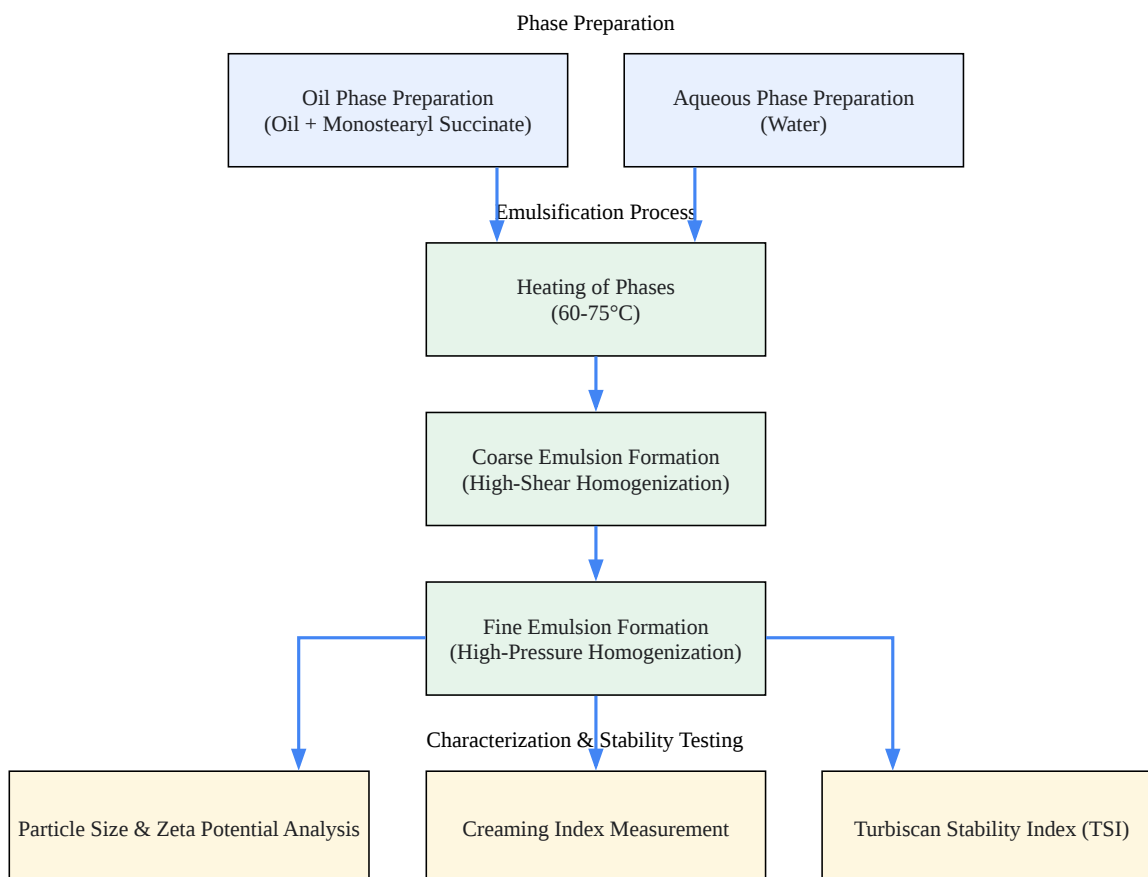 Phase Preparation
Oil Phase Preparation
(Oil + Monostearyl Succinate)
Aqueous Phase Preparation
(Water)
Emulsification Process
Heating of Phases
(60-75°C)
Coarse Emulsion Formation
(High-Shear Homogenization)
Fine Emulsion Formation
(High-Pressure Homogenization)
Characterization & Stability Testing
Particle Size & Zeta Potential Analysis
Creaming Index Measurement
Turbiscan Stability Index (TSI)